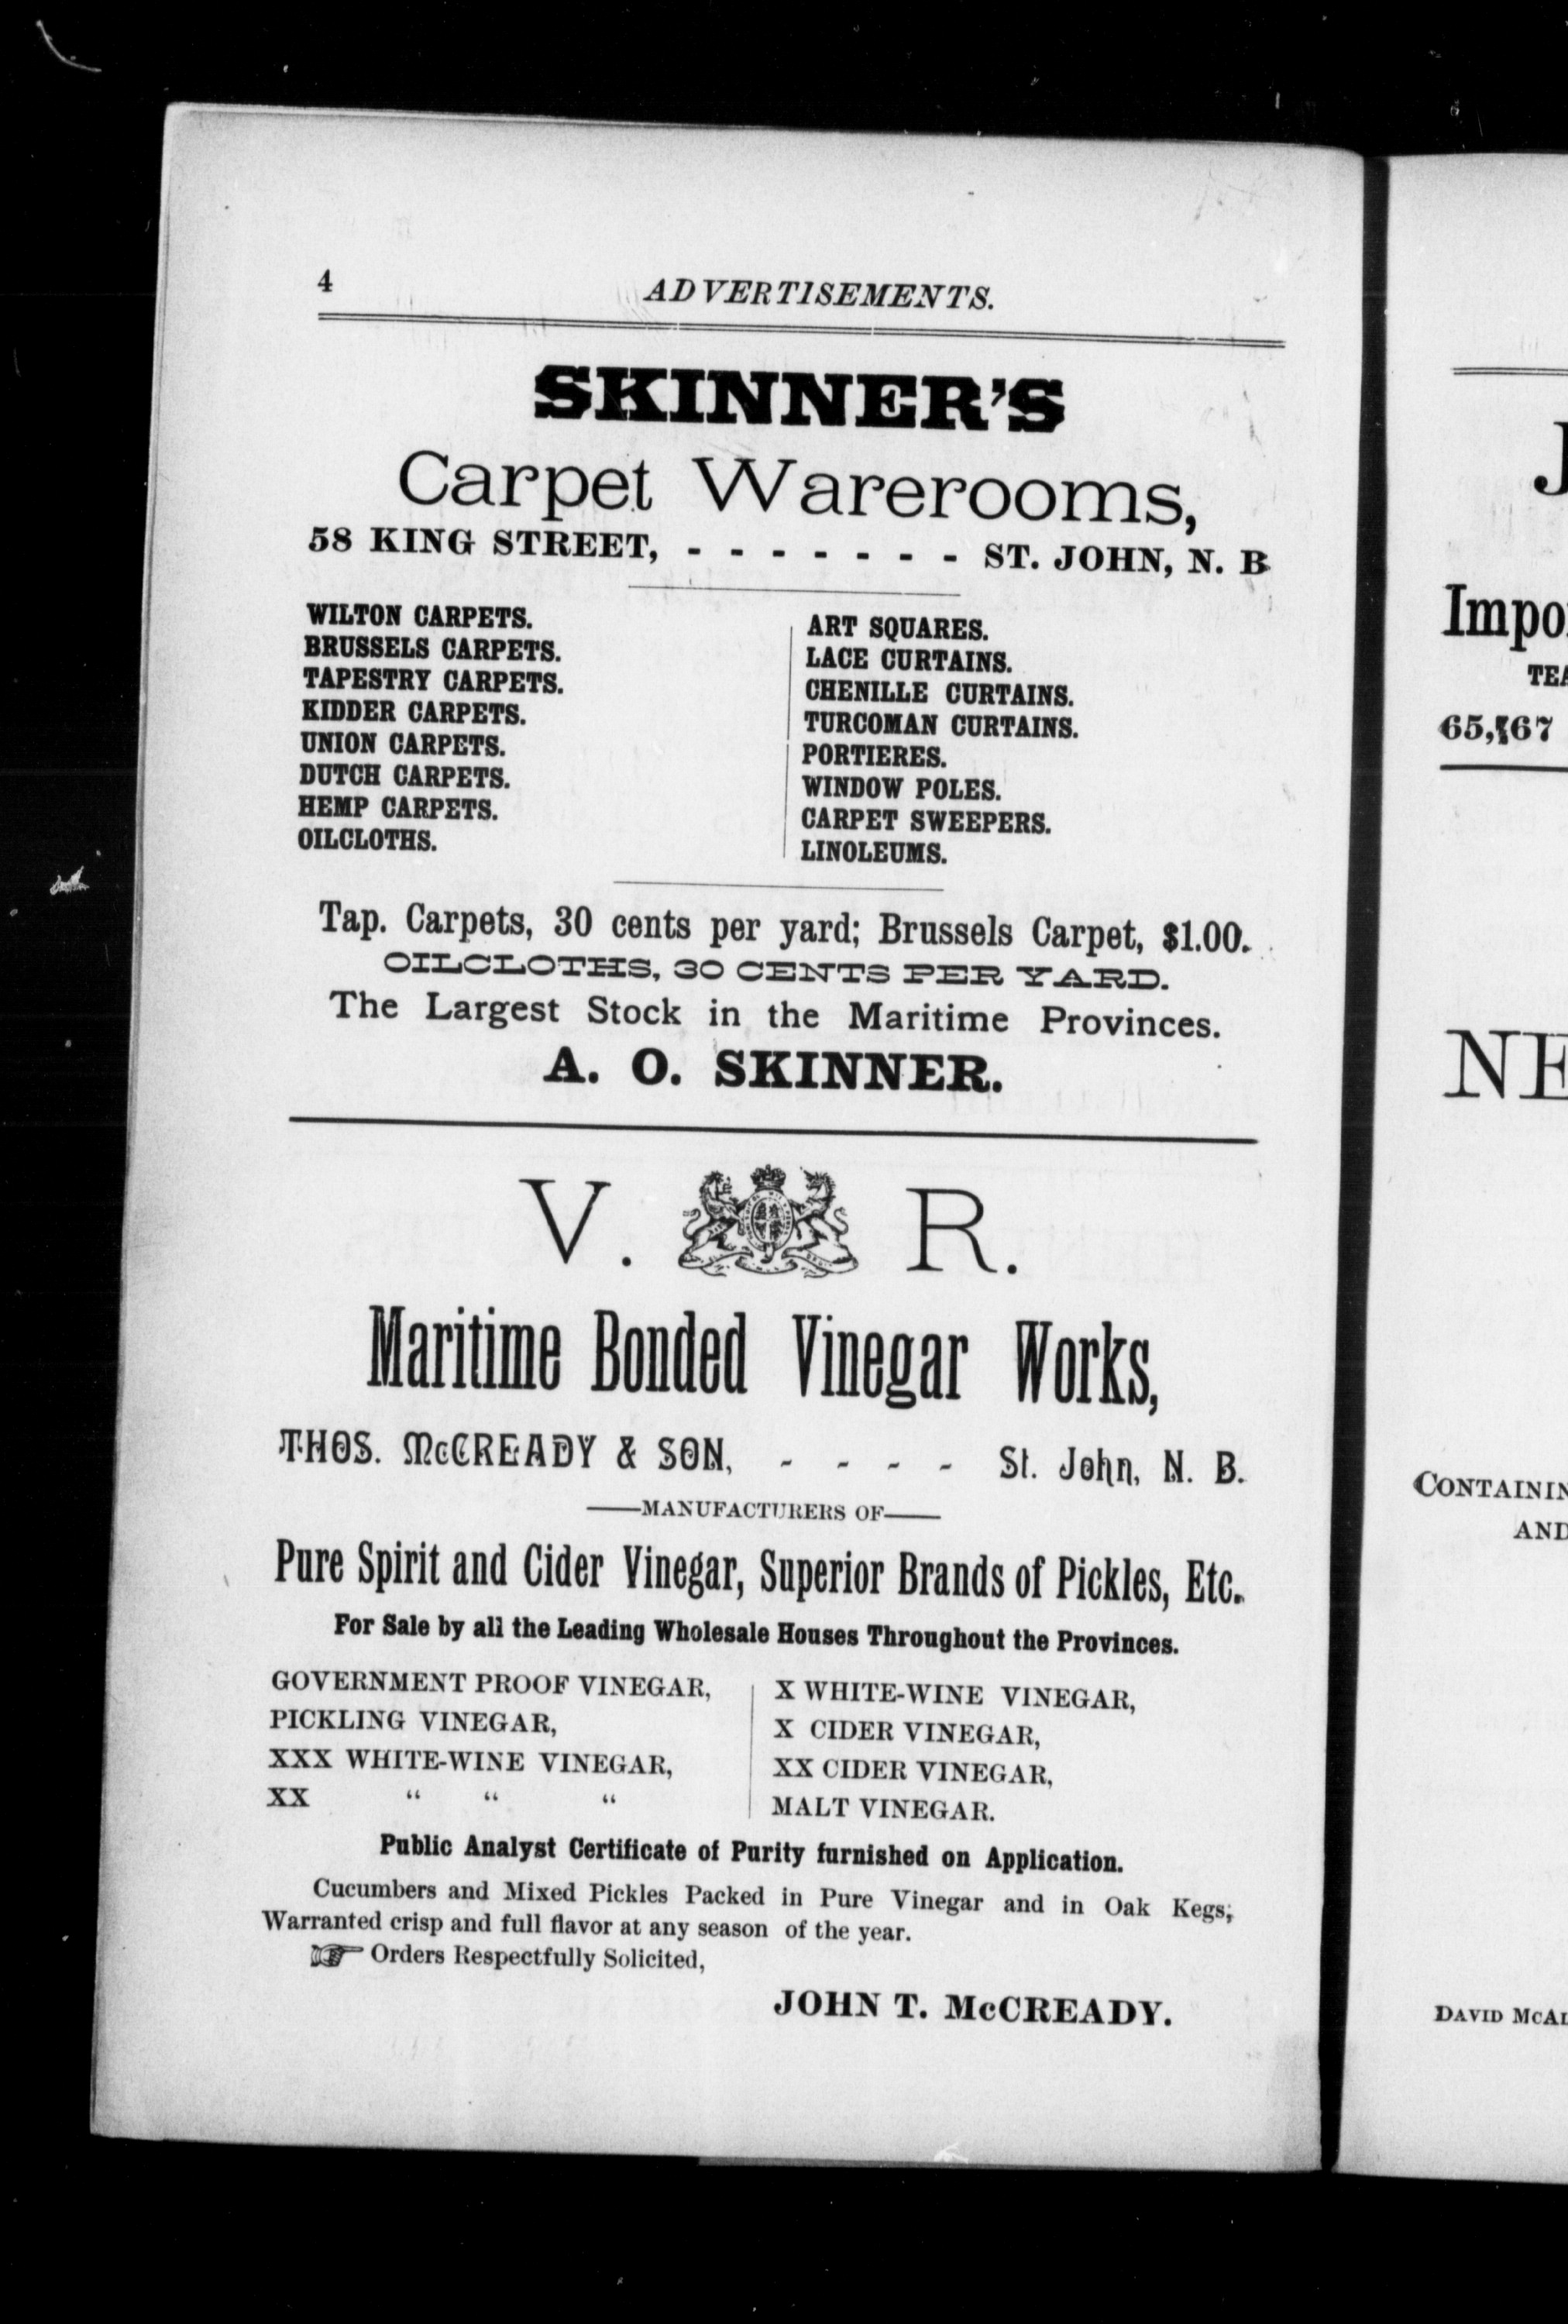 4
ADVERTISEMENTS.
SKINNER'S
Carpet Warerooms,
58 KING STREET, - - - - - - - ST. JOHN, N. B
WILTON CARPETS.
BRUSSELS CARPETS.
TAPESTRY CARPETS.
KIDDER CARPETS.
UNION CARPETS.
DUTCH CARPETS.
HEMP CARPETS.
OILCLOTHS.
ART SQUARES.
LACE CURTAINS.
CHENILLE CURTAINS.
TURCOMAN CURTAINS.
PORTIERES.
WINDOW POLES.
CARPET SWEEPERS.
LINOLEUMS.
Tap. Carpets, 30 cents per yard; Brussels Carpet, $1.00.
OILCLOTHS, 30 CENTS PER YARD.
The Largest Stock in the Maritime Provinces.
A. O. SKINNER.
V. R.
Maritime Bonded Vinegar Works,
THOS. McCREADY & SON, - - - - St. John, N. B.
——MANUFACTURERS OF——
Pure Spirit and Cider Vinegar, Superior Brands of Pickles, Etc.
For Sale by all the Leading Wholesale Houses Throughout the Provinces.
GOVERNMENT PROOF VINEGAR,
PICKLING VINEGAR,
XXX WHITE-WINE VINEGAR,
XX “ “ “
X WHITE-WINE VINEGAR,
X CIDER VINEGAR,
XX CIDER VINEGAR,
MALT VINEGAR.
Public Analyst Certificate of Purity furnished on Application.
Cucumbers and Mixed Pickles Packed in Pure Vinegar and in Oak Kegs;
Warranted crisp and full flavor at any season of the year.
☞ Orders Respectfully Solicited,
JOHN T. McCREADY.
J
Impo
TEA
NE
CONTAININ
AND
DAVID MCAL